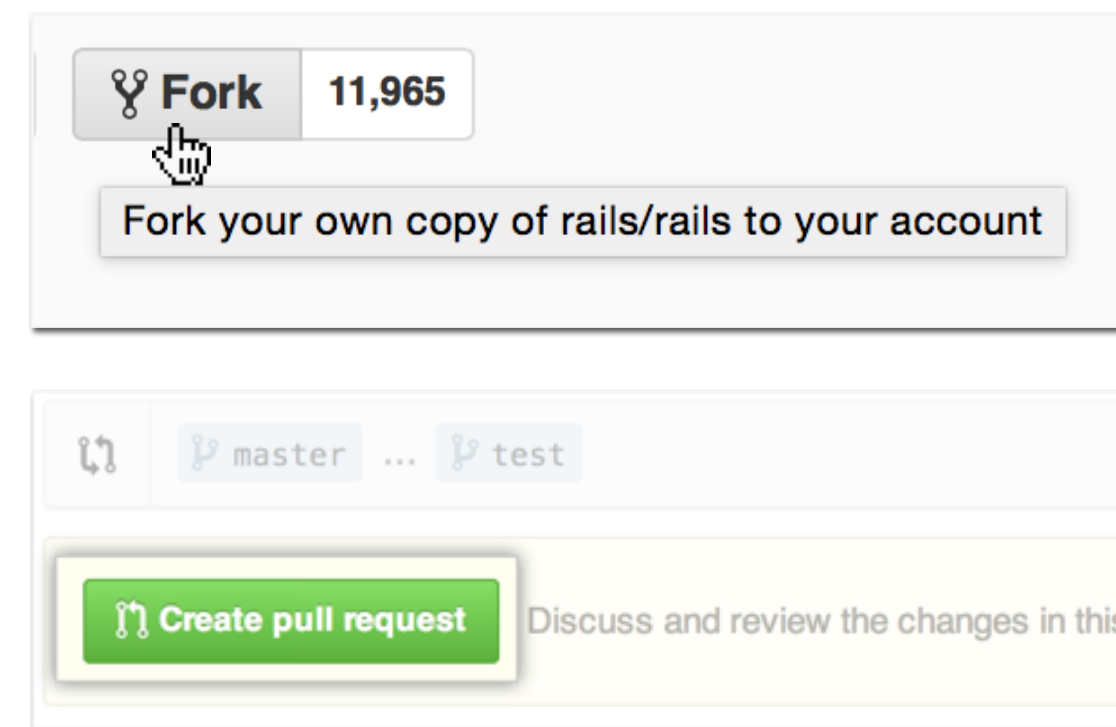 Fork 11,965
Fork your own copy of rails/rails to your account
master ... test
Create pull request Discuss and review the changes in this